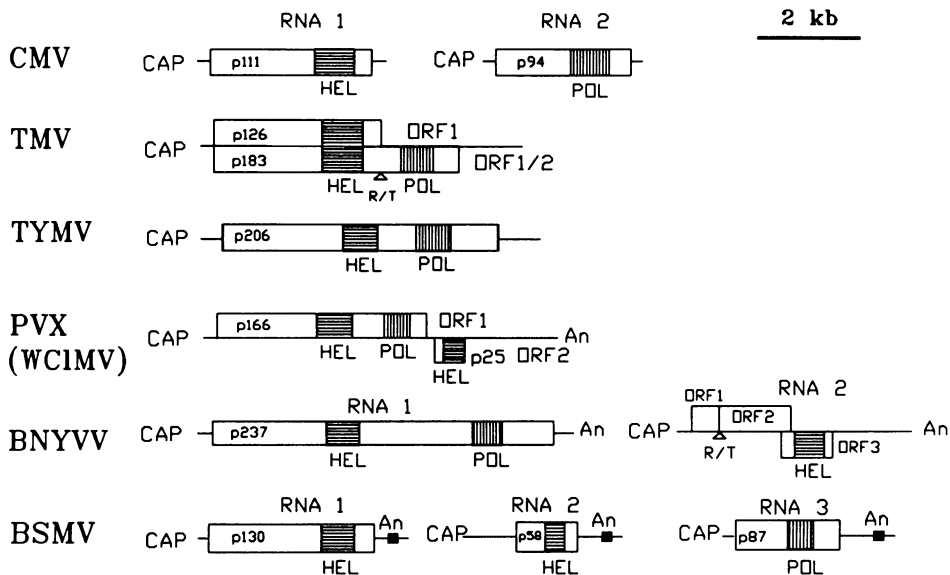 RNA 1
RNA 2
2 kb
CMV
CAP
p111
HEL
CAP
p94
POL
TMV
CAP
p126
ORF1
p183
ORF1/2
HEL
R/T
POL
TYMV
CAP
p206
HEL
POL
PVX
(WClMV)
CAP
p166
ORF1
An
HEL
POL
p25 ORF2
HEL
BNYVV
RNA 1
CAP
p237
An
HEL
POL
RNA 2
ORF1
ORF2
CAP
An
R/T
ORF3
HEL
BSMV
RNA 1
An
CAP
p130
HEL
RNA 2
An
CAP
p58
HEL
RNA 3
An
CAP
p87
POL